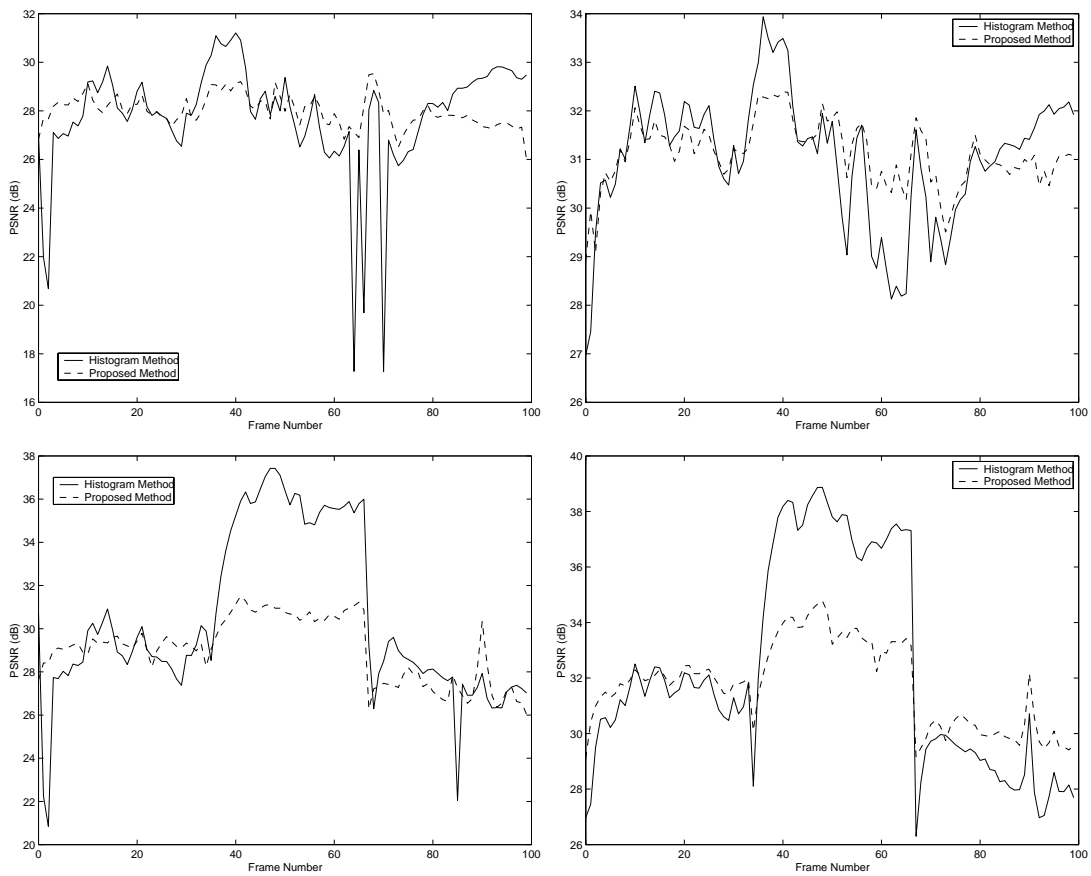 32
30
28
26
24
22
20
18
16
PSNR (dB)
Histogram Method
Proposed Method
0 20 40 60 80 100
Frame Number
34
33
32
31
30
29
28
27
26
PSNR (dB)
Histogram Method
Proposed Method
0 20 40 60 80 100
Frame Number
38
36
34
32
30
28
26
24
22
20
PSNR (dB)
Histogram Method
Proposed Method
0 20 40 60 80 100
Frame Number
40
38
36
34
32
30
28
26
PSNR (dB)
Histogram Method
Proposed Method
0 20 40 60 80 100
Frame Number